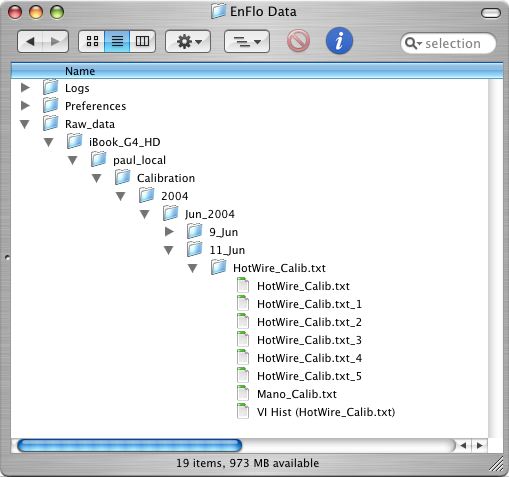 EnFlo Data
selection
Name
Logs
Preferences
Raw_data
iBook_G4_HD
paul_local
Calibration
2004
Jun_2004
9_Jun
11_Jun
HotWire_Calib.txt
HotWire_Calib.txt
HotWire_Calib.txt_1
HotWire_Calib.txt_2
HotWire_Calib.txt_3
HotWire_Calib.txt_4
HotWire_Calib.txt_5
Mano_Calib.txt
VI Hist (HotWire_Calib.txt)
19 items, 973 MB available